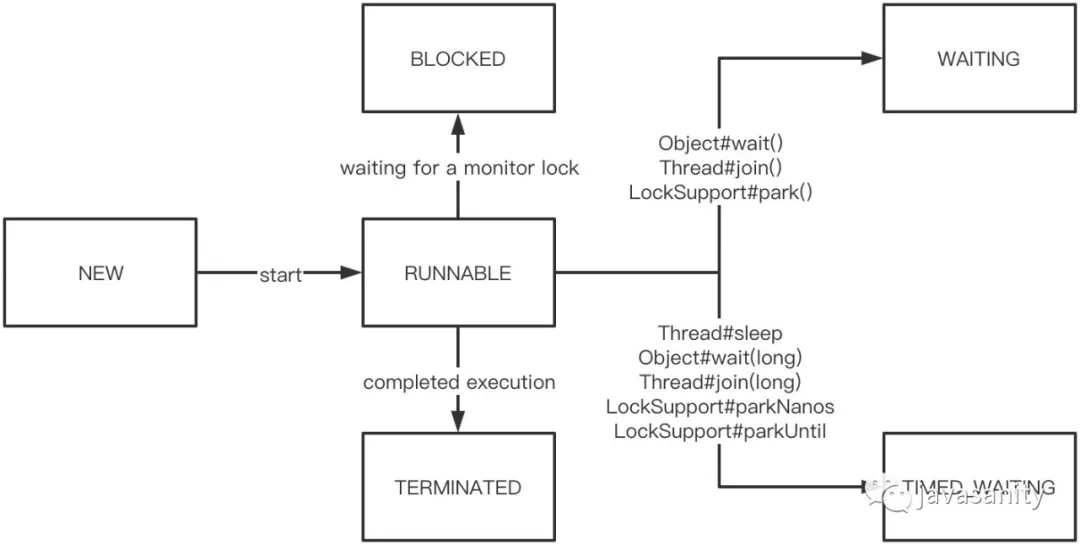 BLOCKED
WAITING
Object#wait()
Thread#join()
LockSupport#park()
waiting for a monitor lock
NEW
start
RUNNABLE
Thread#sleep
Object#wait(long)
Thread#join(long)
LockSupport#parkNanos
LockSupport#parkUntil
completed execution
TERMINATED
TIMED_WAITING
javasanity